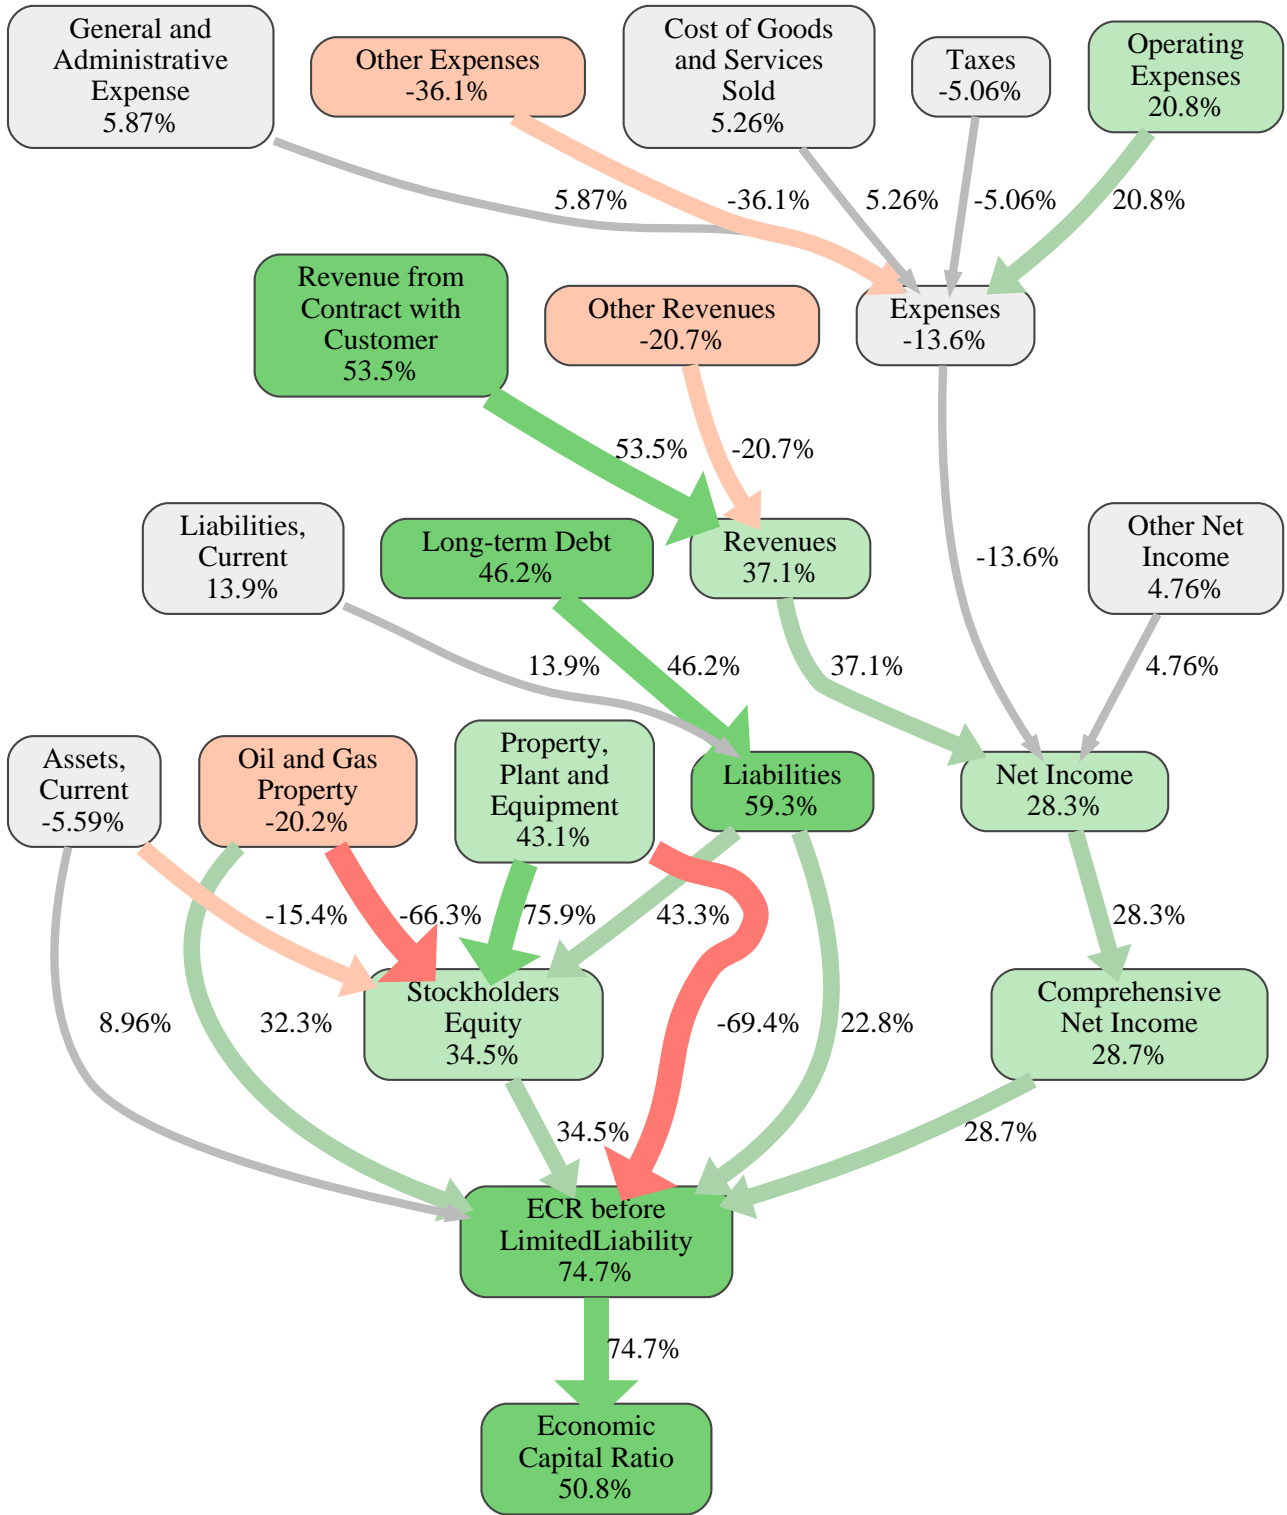 General and
Administrative
Expense
5.87%
Other Expenses
-36.1%
Cost of Goods
and Services
Sold
5.26%
Taxes
-5.06%
Operating
Expenses
20.8%
5.87%
-36.1%
5.26%
-5.06%
20.8%
Revenue from
Contract with
Customer
53.5%
Other Revenues
-20.7%
Expenses
-13.6%
53.5%
-20.7%
-13.6%
Liabilities,
Current
13.9%
Long-term Debt
46.2%
Revenues
37.1%
Other Net
Income
4.76%
13.9%
46.2%
37.1%
4.76%
Assets,
Current
-5.59%
Oil and Gas
Property
-20.2%
Property,
Plant and
Equipment
43.1%
Liabilities
59.3%
Net Income
28.3%
-15.4%
-66.3%
75.9%
43.3%
28.3%
8.96%
32.3%
Stockholders
Equity
34.5%
-69.4%
22.8%
Comprehensive
Net Income
28.7%
34.5%
28.7%
ECR before
LimitedLiability
74.7%
74.7%
Economic
Capital Ratio
50.8%